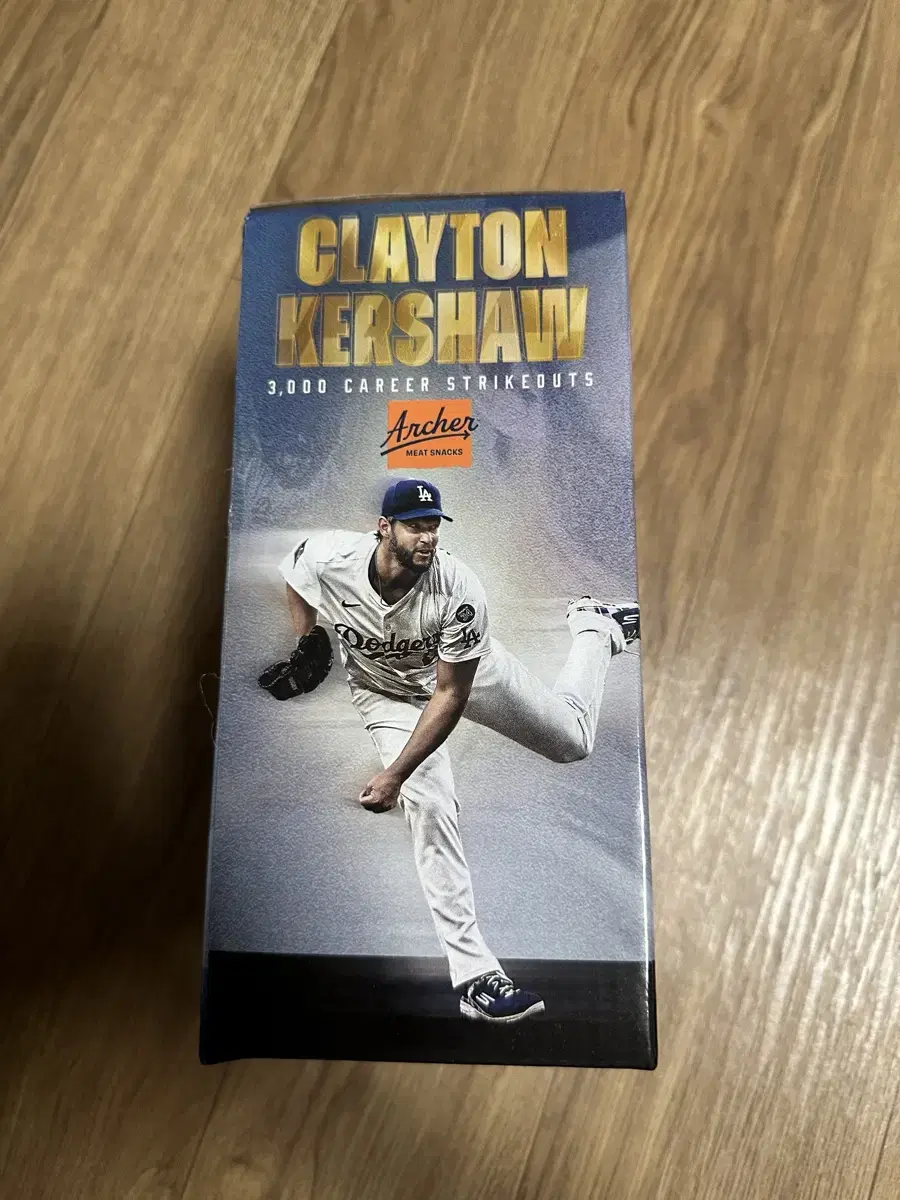 CLAYTON
KERSHAW
3,000 CAREER STRIKEOUTS
Archer
MEAT SNACKS
LA
Dodgers
LA